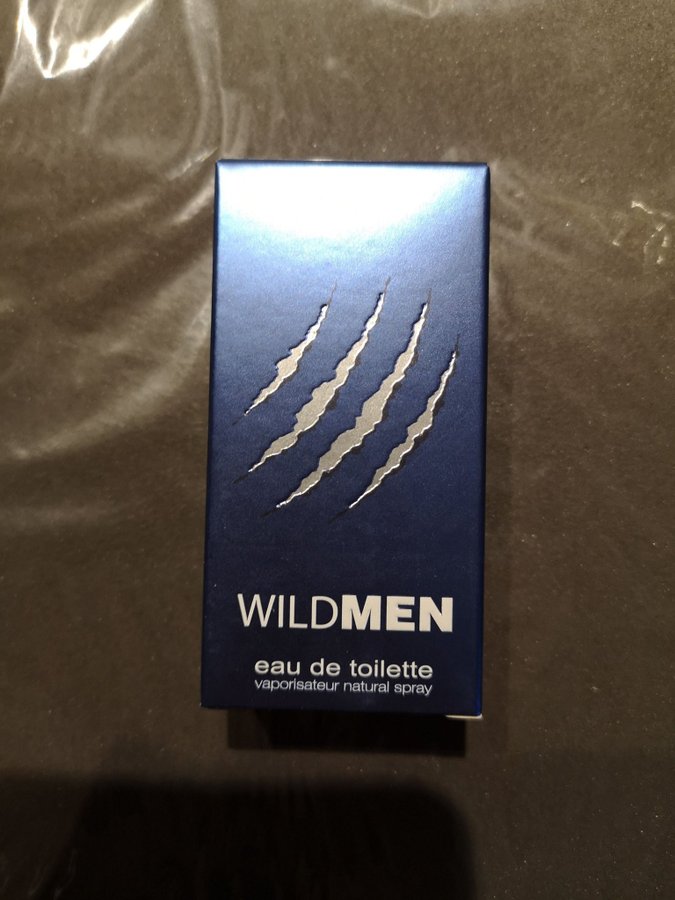 WILDMEN
eau de toilette
vaporisateur natural spray